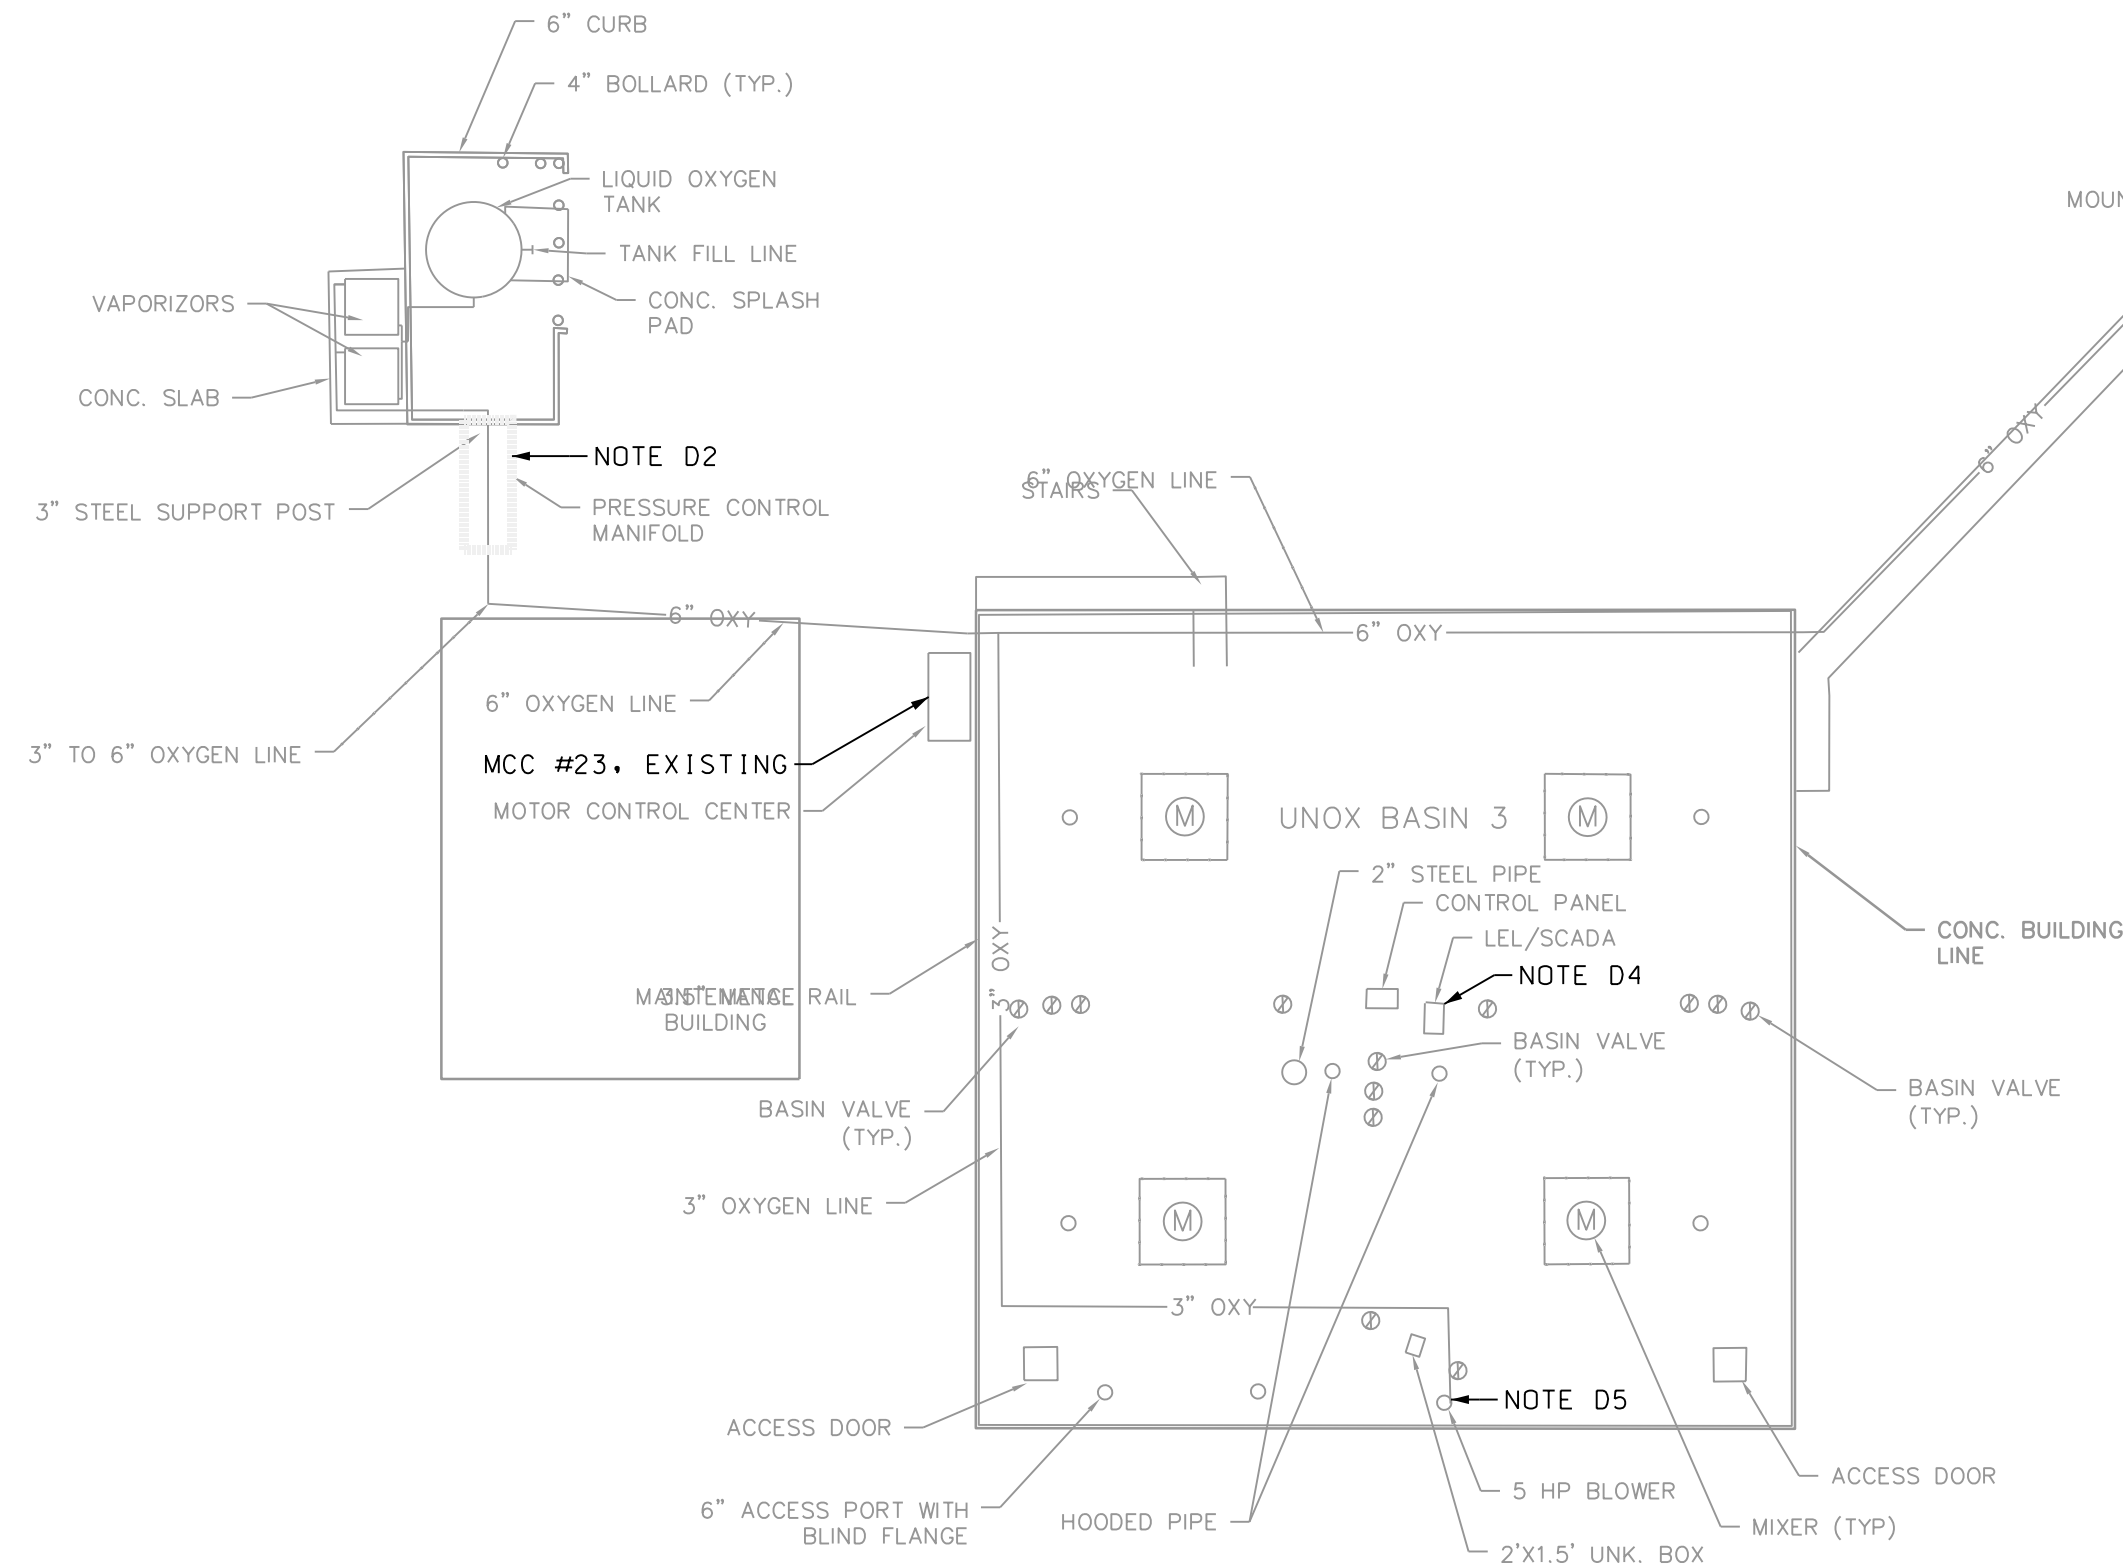 6" CURB
4" BOLLARD (TYP.)
LIQUID OXYGEN
TANK
MOUN
TANK FILL LINE
VAPORIZORS
CONC. SPLASH
PAD
CONC. SLAB
6" OXY
NOTE D2
3" STEEL SUPPORT POST
PRESSURE CONTROL
MANIFOLD
6" OXYGEN LINE
STAIRS
6" OXY
6" OXY
6" OXYGEN LINE
3" TO 6" OXYGEN LINE
MCC #23, EXISTING
MOTOR CONTROL CENTER
M
UNOX BASIN 3
M
2" STEEL PIPE
CONTROL PANEL
LEL/SCADA
CONC. BUILDING
LINE
3" OXY
NOTE D4
3.5" METAL RAIL
MAINTENANCE
BUILDING
BASIN VALVE
(TYP.)
BASIN VALVE
(TYP.)
BASIN VALVE
(TYP.)
3" OXYGEN LINE
M
M
3" OXY
NOTE D5
ACCESS DOOR
ACCESS DOOR
5 HP BLOWER
6" ACCESS PORT WITH
BLIND FLANGE
HOODED PIPE
MIXER (TYP)
2'X1.5' UNK. BOX